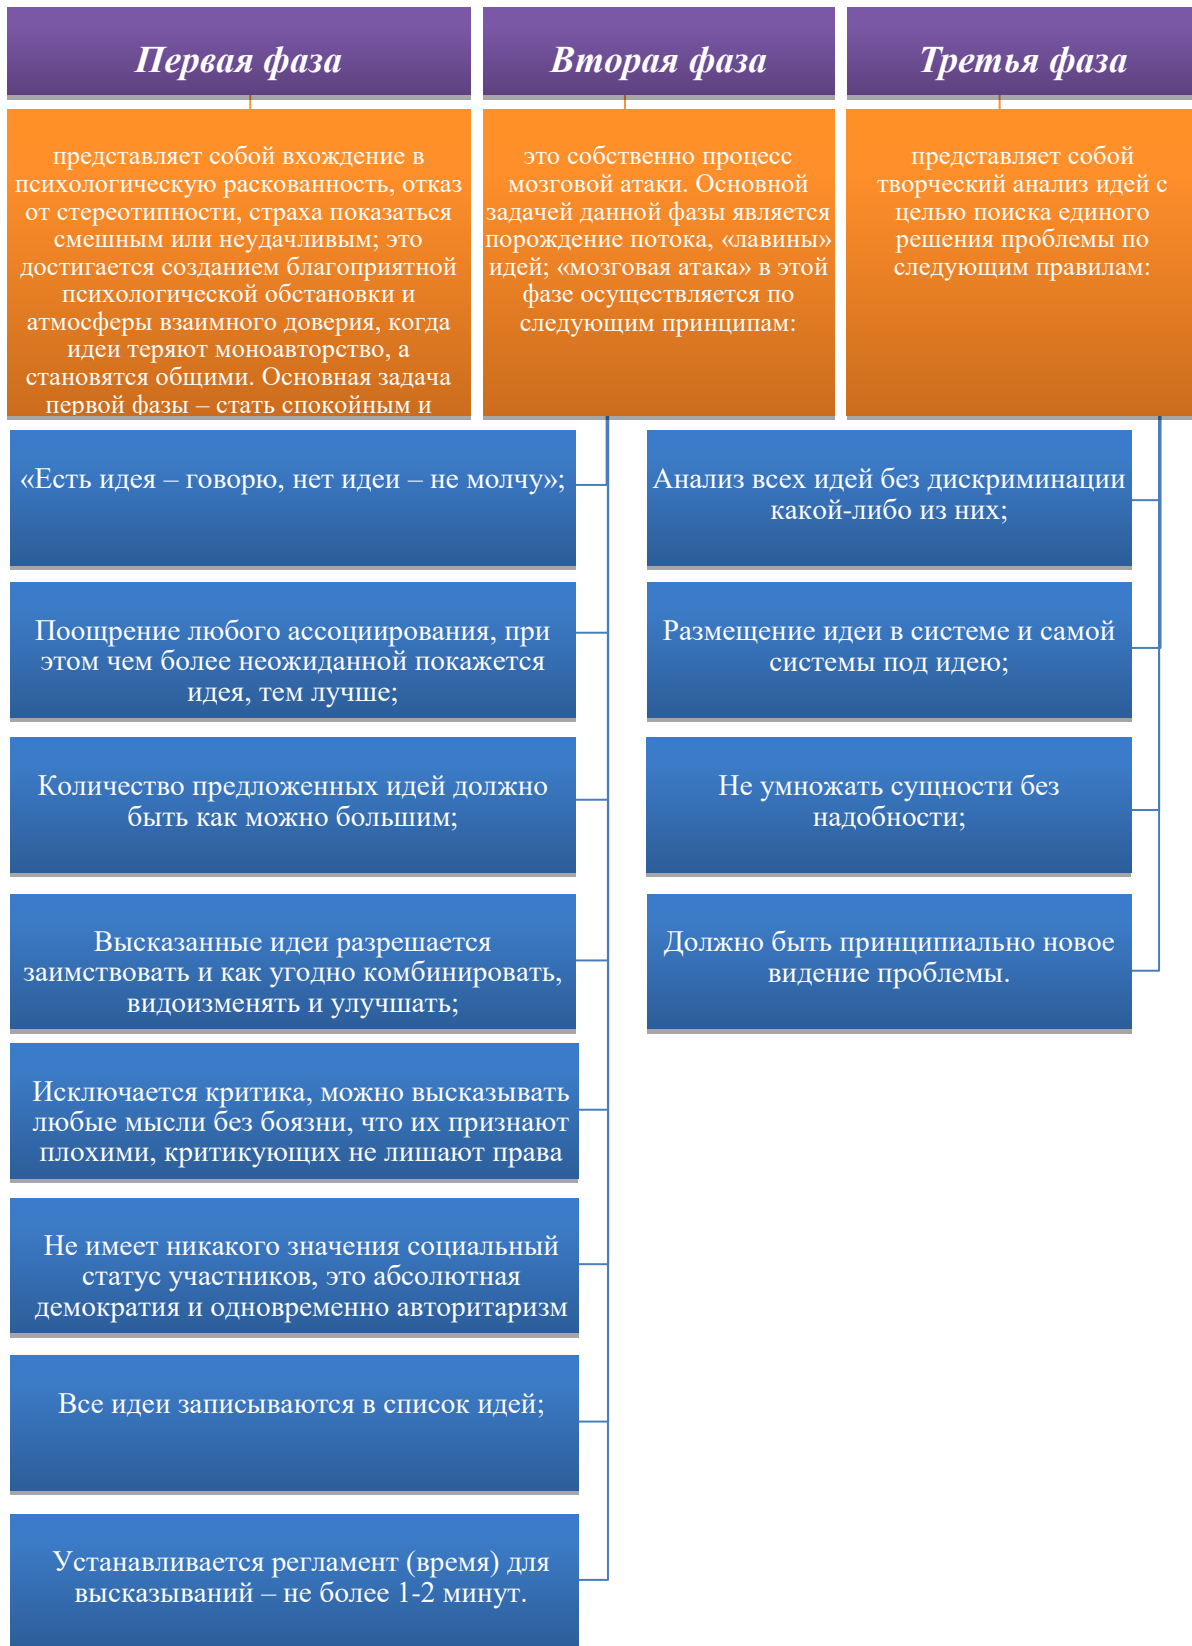 Первая фаза
Вторая фаза
Третья фаза
представляет собой вхождение в
психологическую раскованность, отказ
от стереотипности, страха показаться
смешным или неудачливым; это
достигается созданием благоприятной
психологической обстановки и
атмосферы взаимного доверия, когда
идеи теряют моноавторство, а
становятся общими. Основная задача
первой фазы – стать спокойным и
это собственно процесс
мозговой атаки. Основной
задачей данной фазы является
порождение потока, «лавины»
идей; «мозговая атака» в этой
фазе осуществляется по
следующим принципам:
представляет собой
творческий анализ идей с
целью поиска единого
решения проблемы по
следующим правилам:
«Есть идея – говорю, нет идеи – не молчу»;
Поощрение любого ассоциирования, при
этом чем более неожиданной покажется
идея, тем лучше;
Количество предложенных идей должно
быть как можно большим;
Высказанные идеи разрешается
заимствовать и как угодно комбинировать,
видоизменять и улучшать;
Исключается критика, можно высказывать
любые мысли без боязни, что их признают
плохими, критикующих не лишают права
Не имеет никакого значения социальный
статус участников, это абсолютная
демократия и одновременно авторитаризм
Все идеи записываются в список идей;
Устанавливается регламент (время) для
высказываний – не более 1-2 минут.
Анализ всех идей без дискриминации
какой-либо из них;
Размещение идеи в системе и самой
системы под идею;
Не умножать сущности без
надобности;
Должно быть принципиально новое
видение проблемы.